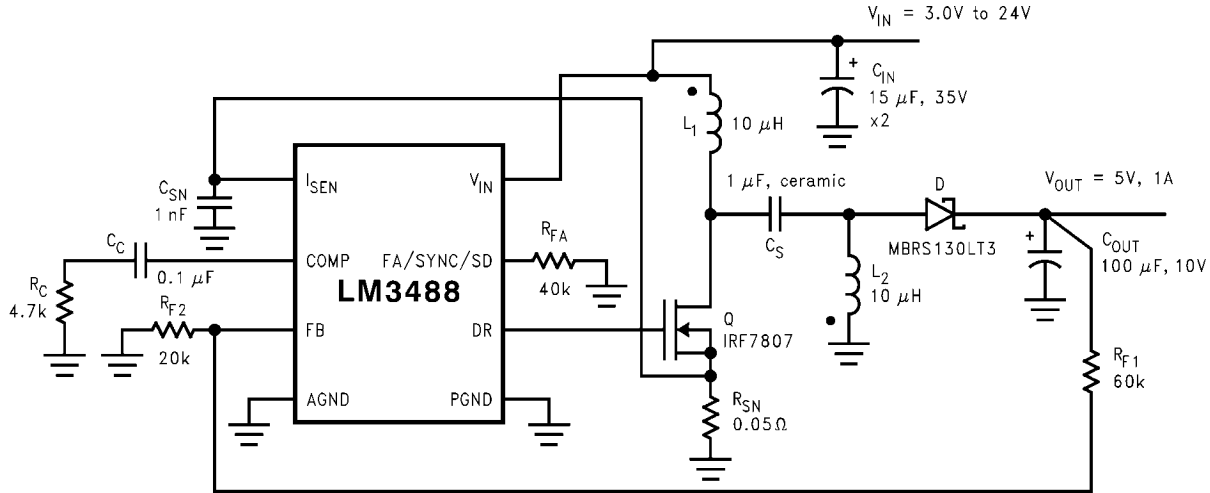 V_IN = 3.0V to 24V
C_IN
15 µF, 35V
x2
L_1
10 µH
I_SEN
V_IN
C_SN
1 nF
1 µF, ceramic
C_S
D
MBRS130LT3
V_OUT = 5V, 1A
C_OUT
100 µF, 10V
C_C
0.1 µF
COMP
FA/SYNC/SD
R_FA
40k
LM3488
R_C
4.7k
R_F2
20k
FB
DR
Q
IRF7807
L_2
10 µH
R_F1
60k
AGND
PGND
R_SN
0.05Ω